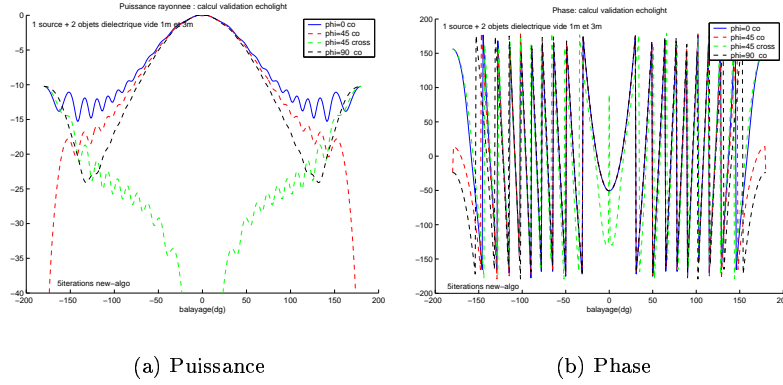 Puissance rayonnee : calcul validation echolight
1 source + 2 objets dielectrique vide 1m et 3m
phi=0 co
phi=45 co
phi=45 cross
phi=90 co
0
−5
−10
−15
−20
−25
−30
−35
−40
5iterations new−algo
−200
−150
−100
−50
0
50
100
150
200
balayage(dg)
(a) Puissance
Phase: calcul validation echolight
1 source + 2 objets dielectrique vide 1m et 3m
phi=0 co
phi=45 co
phi=45 cross
phi=90 co
200
150
100
50
0
−50
−100
−150
−200
5iterations new−algo
−200
−150
−100
−50
0
50
100
150
200
balayage(dg)
(b) Phase